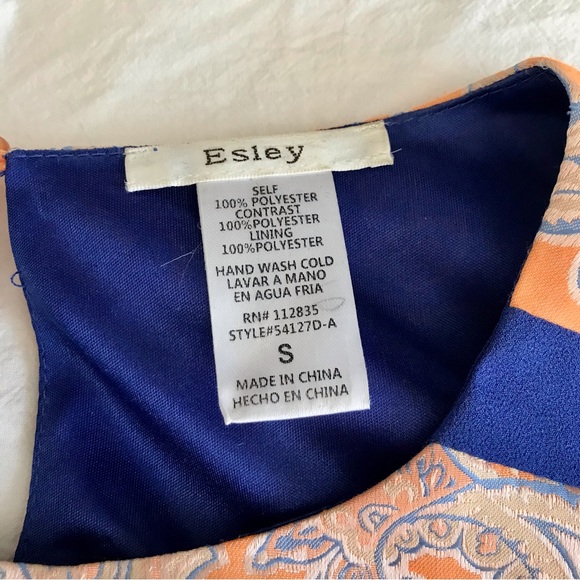 Esley
SELF
100% POLYESTER
CONTRAST
100% POLYESTER
LINING
100%POLYESTER
HAND WASH COLD
LAVAR A MANO
EN AGUA FRIA
RN# 112835
STYLE#54127D-A
S
MADE IN CHINA
HECHO EN CHINA